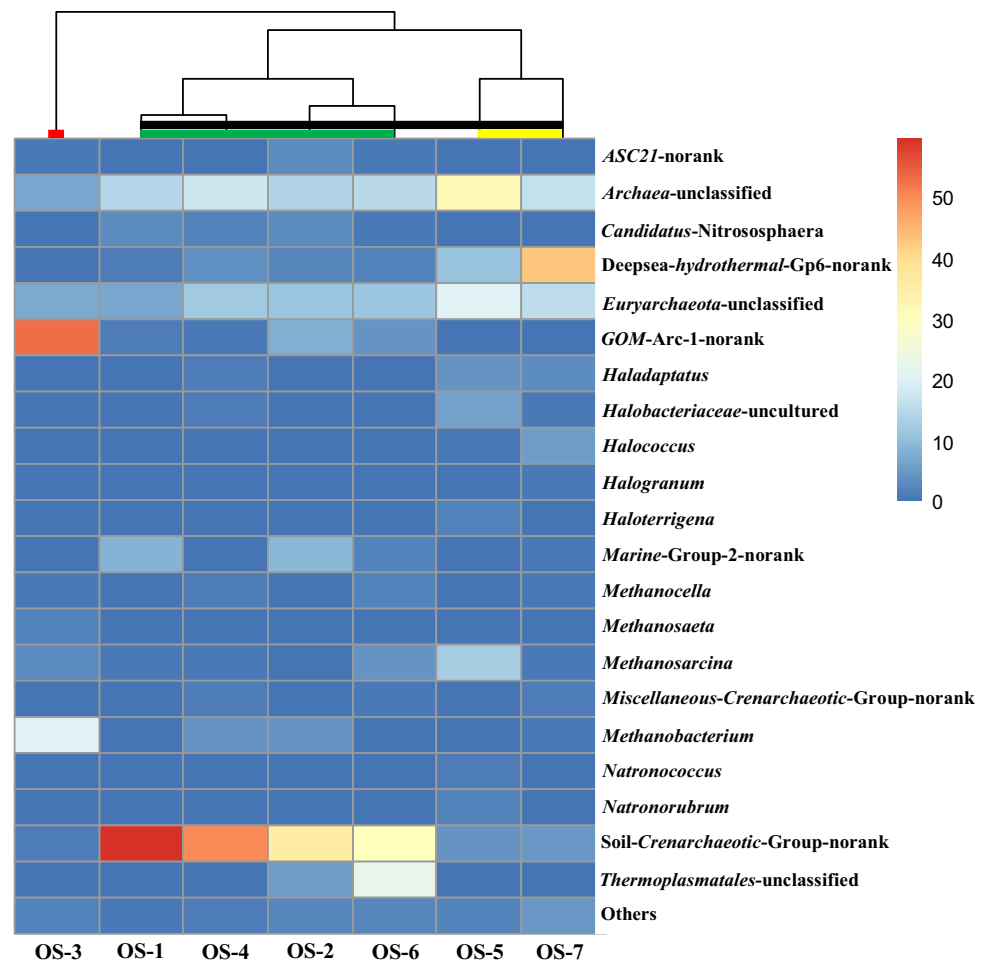 ASC21-norank
Archaea-unclassified
Candidatus-Nitrososphaera
Deepsea-hydrothermal-Gp6-norank
Euryarchaeota-unclassified
GOM-Arc-1-norank
Haladaptatus
Halobacteriaceae-uncultured
Halococcus
Halogranum
Haloterrigena
Marine-Group-2-norank
Methanocella
Methanosaeta
Methanosarcina
Miscellaneous-Crenarchaeotic-Group-norank
Methanobacterium
Natronococcus
Natronorubrum
Soil-Crenarchaeotic-Group-norank
Thermoplasmatales-unclassified
Others
50
40
30
20
10
0
OS-3 OS-1 OS-4 OS-2 OS-6 OS-5 OS-7